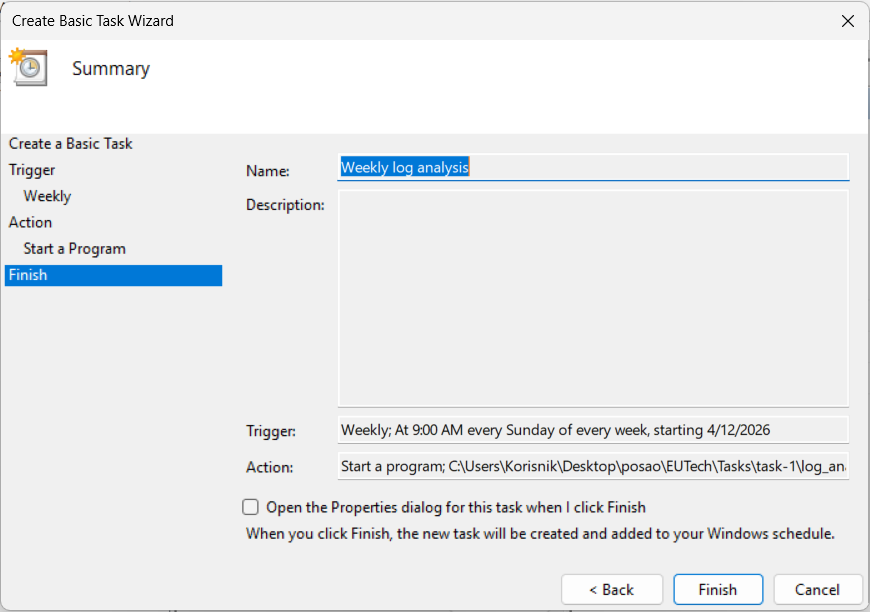 Create Basic Task Wizard
Summary
Create a Basic Task
Trigger
Weekly
Action
Start a Program
Finish
Name: Weekly log analysis
Description:
Trigger: Weekly; At 9:00 AM every Sunday of every week, starting 4/12/2026
Action: Start a program; C:\Users\Korisnik\Desktop\posao\EUTech\Tasks\task-1\log_an
Open the Properties dialog for this task when I click Finish
When you click Finish, the new task will be created and added to your Windows schedule.
< Back Finish Cancel